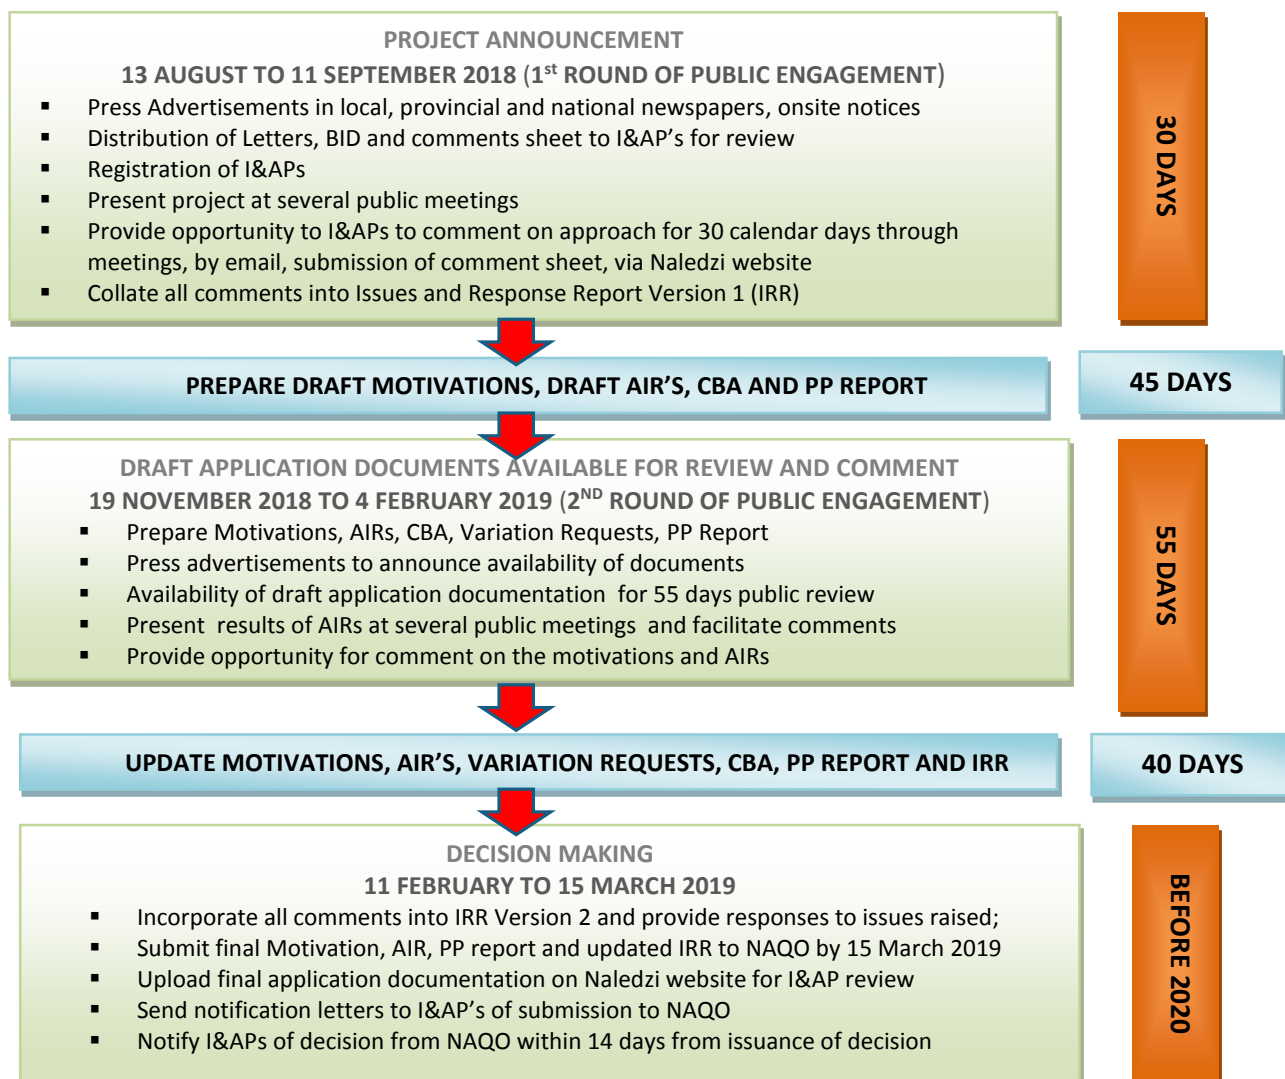 PROJECT ANNOUNCEMENT
13 AUGUST TO 11 SEPTEMBER 2018 (1st ROUND OF PUBLIC ENGAGEMENT)
▪ Press Advertisements in local, provincial and national newspapers, onsite notices
▪ Distribution of Letters, BID and comments sheet to I&AP's for review
▪ Registration of I&APs
▪ Present project at several public meetings
▪ Provide opportunity to I&APs to comment on approach for 30 calendar days through
meetings, by email, submission of comment sheet, via Naledzi website
▪ Collate all comments into Issues and Response Report Version 1 (IRR)
30 DAYS
PREPARE DRAFT MOTIVATIONS, DRAFT AIR'S, CBA AND PP REPORT
45 DAYS
DRAFT APPLICATION DOCUMENTS AVAILABLE FOR REVIEW AND COMMENT
19 NOVEMBER 2018 TO 4 FEBRUARY 2019 (2ND ROUND OF PUBLIC ENGAGEMENT)
▪ Prepare Motivations, AIRs, CBA, Variation Requests, PP Report
▪ Press advertisements to announce availability of documents
▪ Availability of draft application documentation for 55 days public review
▪ Present results of AIRs at several public meetings and facilitate comments
▪ Provide opportunity for comment on the motivations and AIRs
55 DAYS
UPDATE MOTIVATIONS, AIR'S, VARIATION REQUESTS, CBA, PP REPORT AND IRR
40 DAYS
DECISION MAKING
11 FEBRUARY TO 15 MARCH 2019
▪ Incorporate all comments into IRR Version 2 and provide responses to issues raised;
▪ Submit final Motivation, AIR, PP report and updated IRR to NAQO by 15 March 2019
▪ Upload final application documentation on Naledzi website for I&AP review
▪ Send notification letters to I&AP's of submission to NAQO
▪ Notify I&APs of decision from NAQO within 14 days from issuance of decision
BEFORE 2020